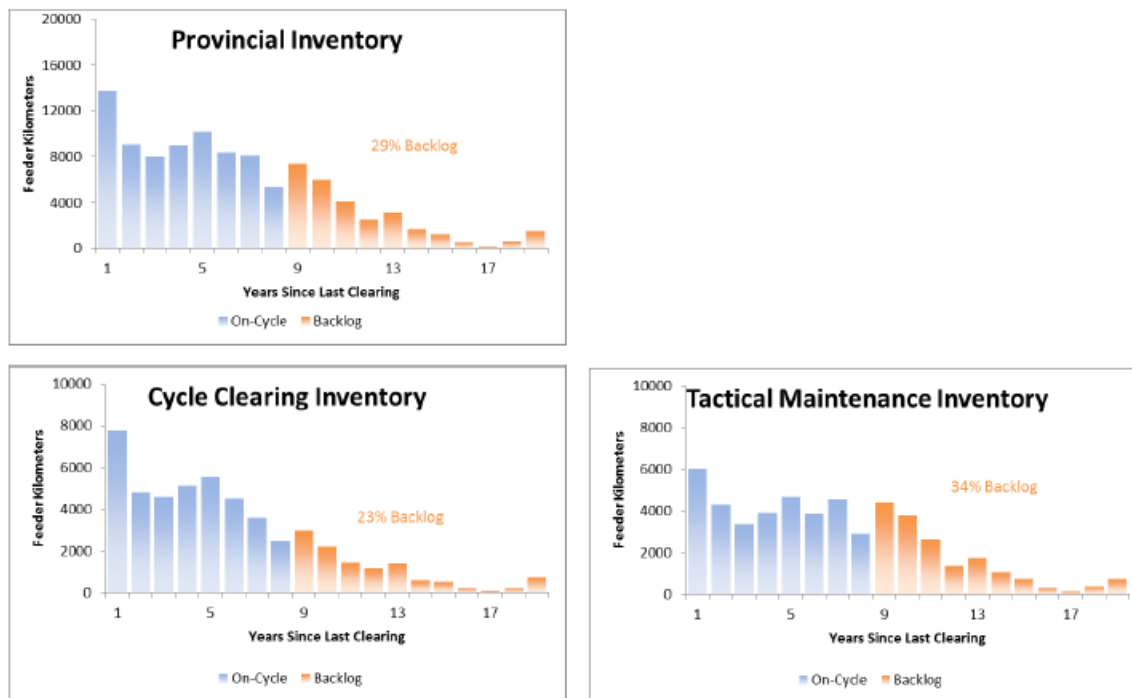 Provincial Inventory
20000
16000
12000
8000
4000
0
Feeder Kilometers
29% Backlog
1 5 9 13 17
Years Since Last Clearing
On-Cycle Backlog
Cycle Clearing Inventory
10000
8000
6000
4000
2000
0
Feeder Kilometers
23% Backlog
1 5 9 13 17
Years Since Last Clearing
On-Cycle Backlog
Tactical Maintenance Inventory
10000
8000
6000
4000
2000
0
Feeder Kilometers
34% Backlog
1 5 9 13 17
Years Since Last Clearing
On-Cycle Backlog